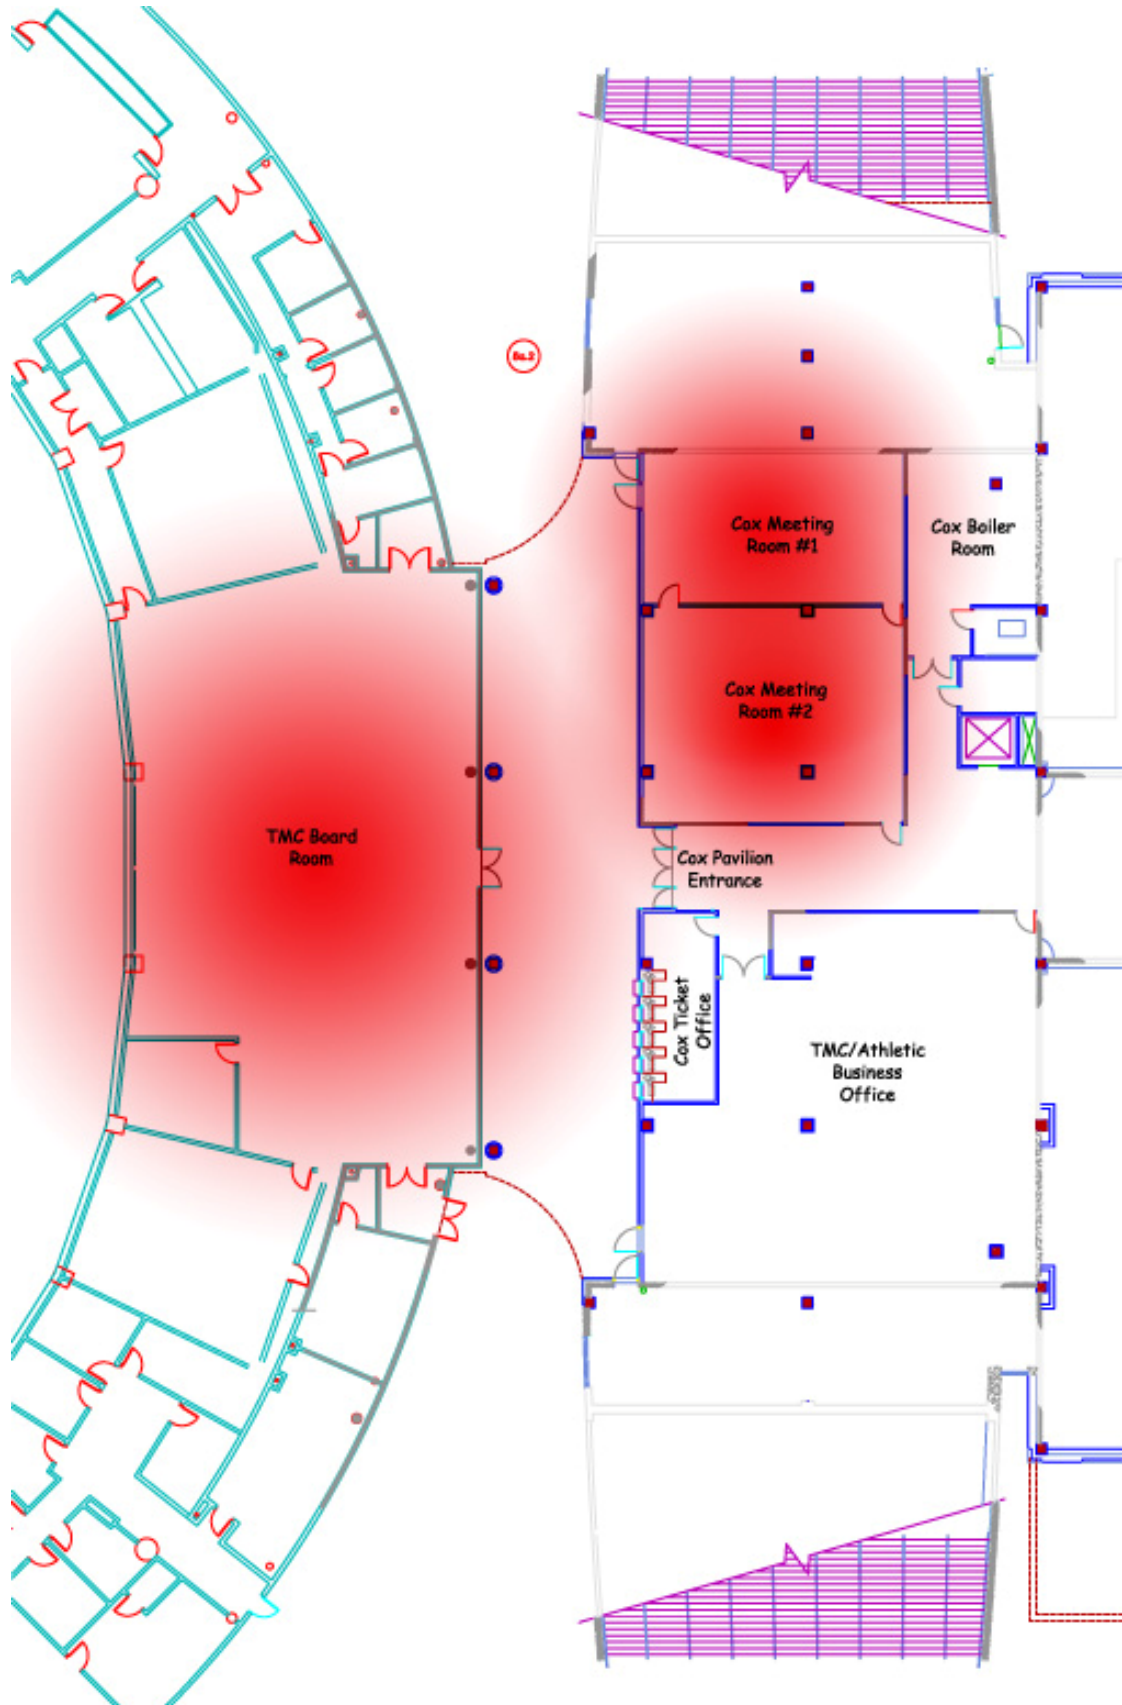 Cox Meeting
Room #1
Cox Boiler
Room
Cox Meeting
Room #2
TMC Board
Room
Cox Pavilion
Entrance
Cox Ticket
Office
TMC/Athletic
Business
Office